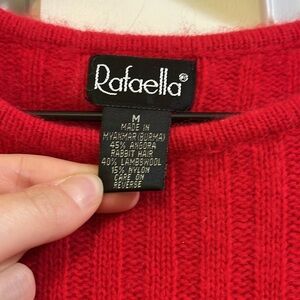 Rafaella®
M
MADE IN
MYANMAR(BURMA)
45% ANGORA
RABBIT HAIR
40% LAMBSWOOL
15% NYLON
CARE ON
REVERSE